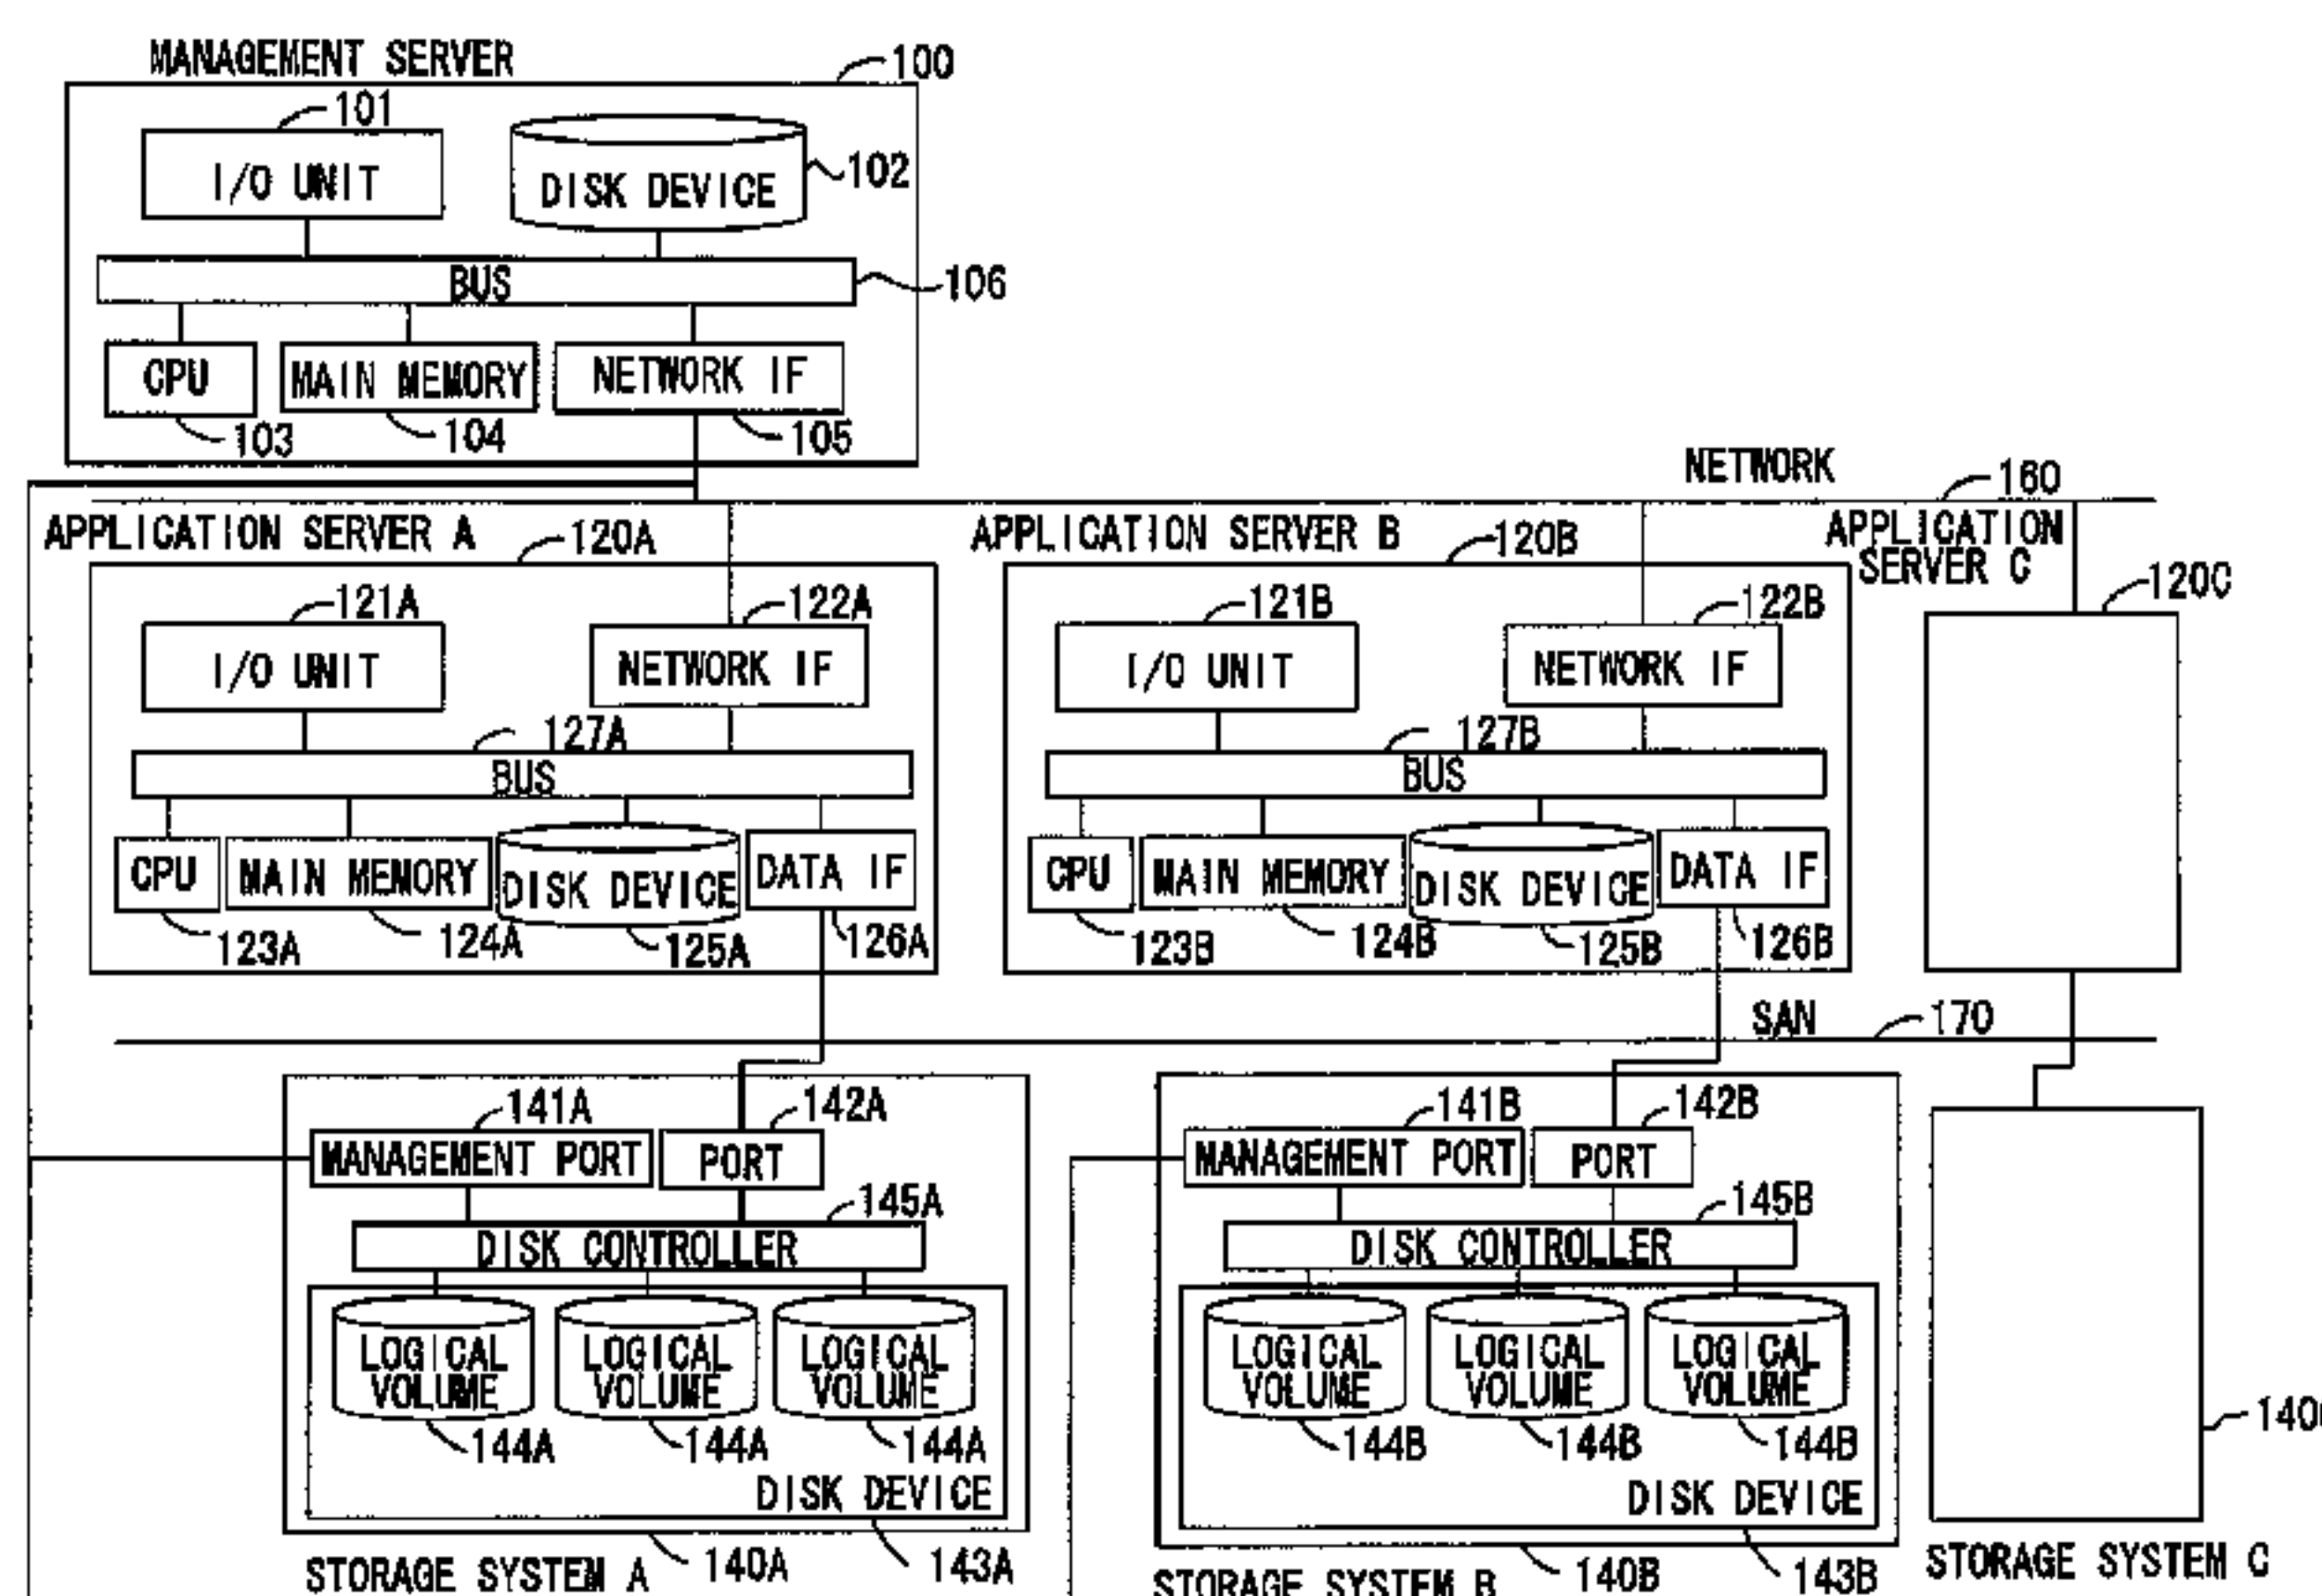 MANAGEMENT SERVER
100
101
I/O UNIT
DISK DEVICE
102
BUS
106
CPU
MAIN MEMORY
NETWORK IF
103
104
105
NETWORK
160
APPLICATION SERVER A
120A
APPLICATION SERVER B
120B
APPLICATION
SERVER C
120C
121A
122A
121B
122B
I/O UNIT
NETWORK IF
I/O UNIT
NETWORK IF
127A
127B
BUS
BUS
CPU
MAIN MEMORY
DISK DEVICE
DATA IF
CPU
MAIN MEMORY
DISK DEVICE
DATA IF
123A
124A
125A
126A
123B
124B
125B
126B
SAN
170
141A
142A
141B
142B
MANAGEMENT PORT
PORT
MANAGEMENT PORT
PORT
145A
145B
DISK CONTROLLER
DISK CONTROLLER
LOGICAL
VOLUME
LOGICAL
VOLUME
LOGICAL
VOLUME
LOGICAL
VOLUME
LOGICAL
VOLUME
LOGICAL
VOLUME
144A
144A
144A
144B
144B
144B
140
DISK DEVICE
DISK DEVICE
STORAGE SYSTEM A
140A
143A
STORAGE SYSTEM B
140B
143B
STORAGE SYSTEM C